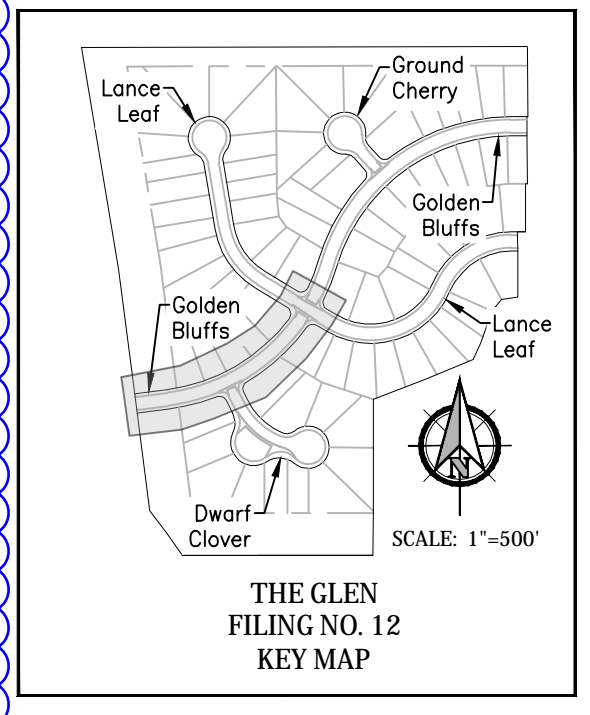 Lance
Leaf
Ground
Cherry
Golden
Bluffs
Golden
Bluffs
Lance
Leaf
Dwarf
Clover
N
SCALE: 1"=500'
THE GLEN
FILING NO. 12
KEY MAP